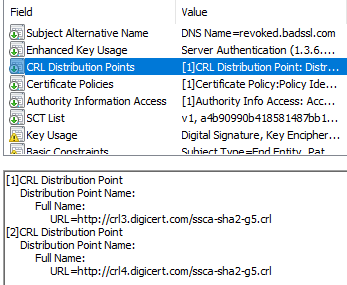 Field Value
Subject Alternative Name DNS Name=revoked.badssl.com
Enhanced Key Usage Server Authentication (1.3.6....
CRL Distribution Points [1]CRL Distribution Point: Distr...
Certificate Policies [1]Certificate Policy:Policy Ide...
Authority Information Access [1]Authority Info Access: Acc...
SCT List v1, a4b90990b418581487bb1...
Key Usage Digital Signature, Key Encipher...
Basic Constraints Subject Type=End Entity, Pat...
[1]CRL Distribution Point
Distribution Point Name:
Full Name:
URL=http://crl3.digicert.com/ssca-sha2-g5.crl
[2]CRL Distribution Point
Distribution Point Name:
Full Name:
URL=http://crl4.digicert.com/ssca-sha2-g5.crl